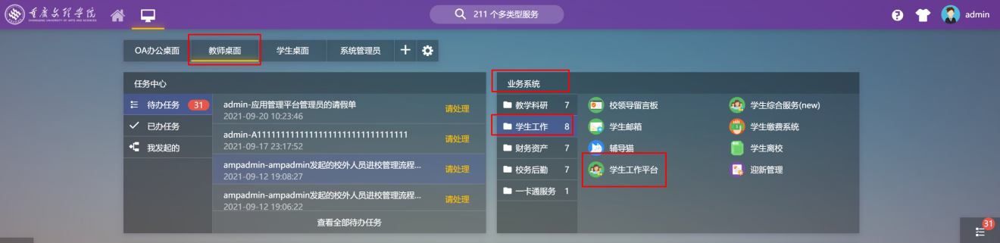 重庆文理学院
CHONGQING UNIVERSITY OF ARTS AND SCIENCES
211 个多类型服务
admin
OA办公桌面
教师桌面
学生桌面
系统管理员
任务中心
待办任务 31
已办任务
我发起的
admin-应用管理平台管理员的请假单
2021-09-20 10:23:46
请处理
admin-A1111111111111111111111111111111
2021-09-17 23:17:52
请处理
ampadmin-ampadmin发起的校外人员进校管理流程...
2021-09-12 19:08:27
请处理
ampadmin-ampadmin发起的校外人员进校管理流程...
2021-09-12 19:06:22
请处理
查看全部待办任务
业务系统
教学科研 7
学生工作 8
财务资产 7
校务后勤 7
一卡通服务 1
校领导留言板
学生综合服务(new)
学生邮箱
学生缴费系统
辅导猫
学生离校
学生工作平台
迎新管理
31